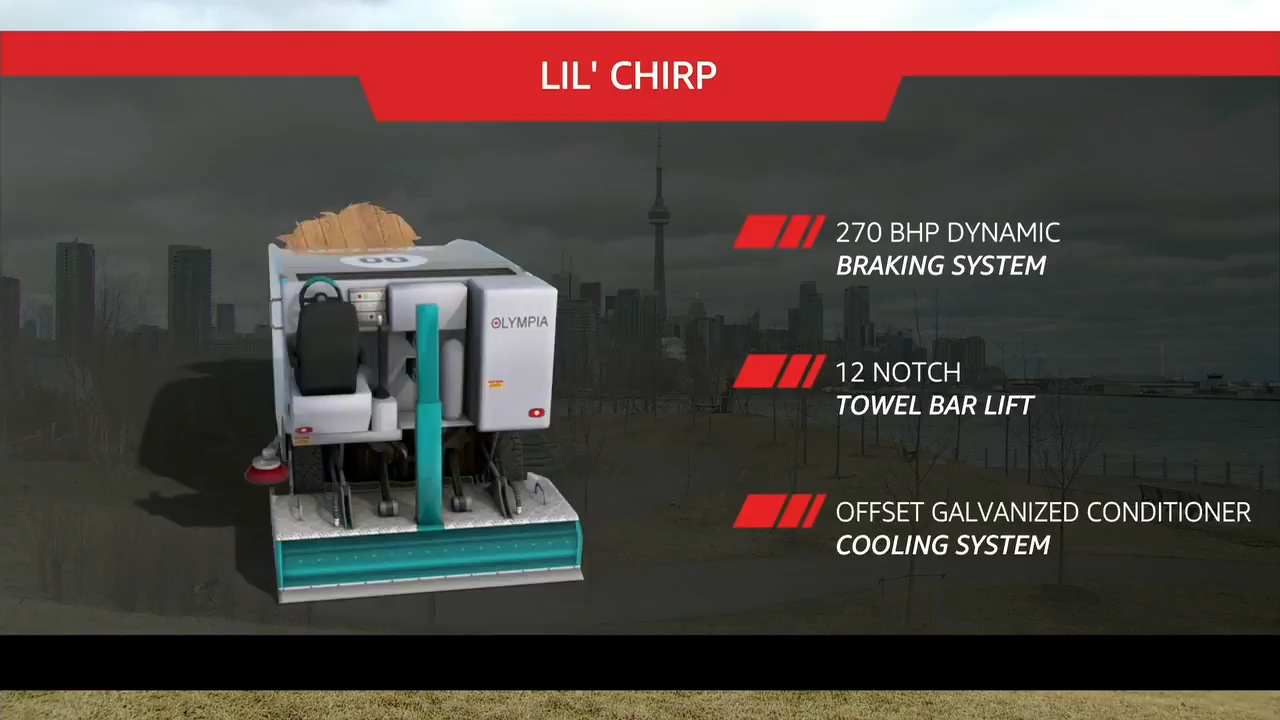 LIL' CHIRP
00
OLYMPIA
270 BHP DYNAMIC
BRAKING SYSTEM
12 NOTCH
TOWEL BAR LIFT
OFFSET GALVANIZED CONDITIONER
COOLING SYSTEM